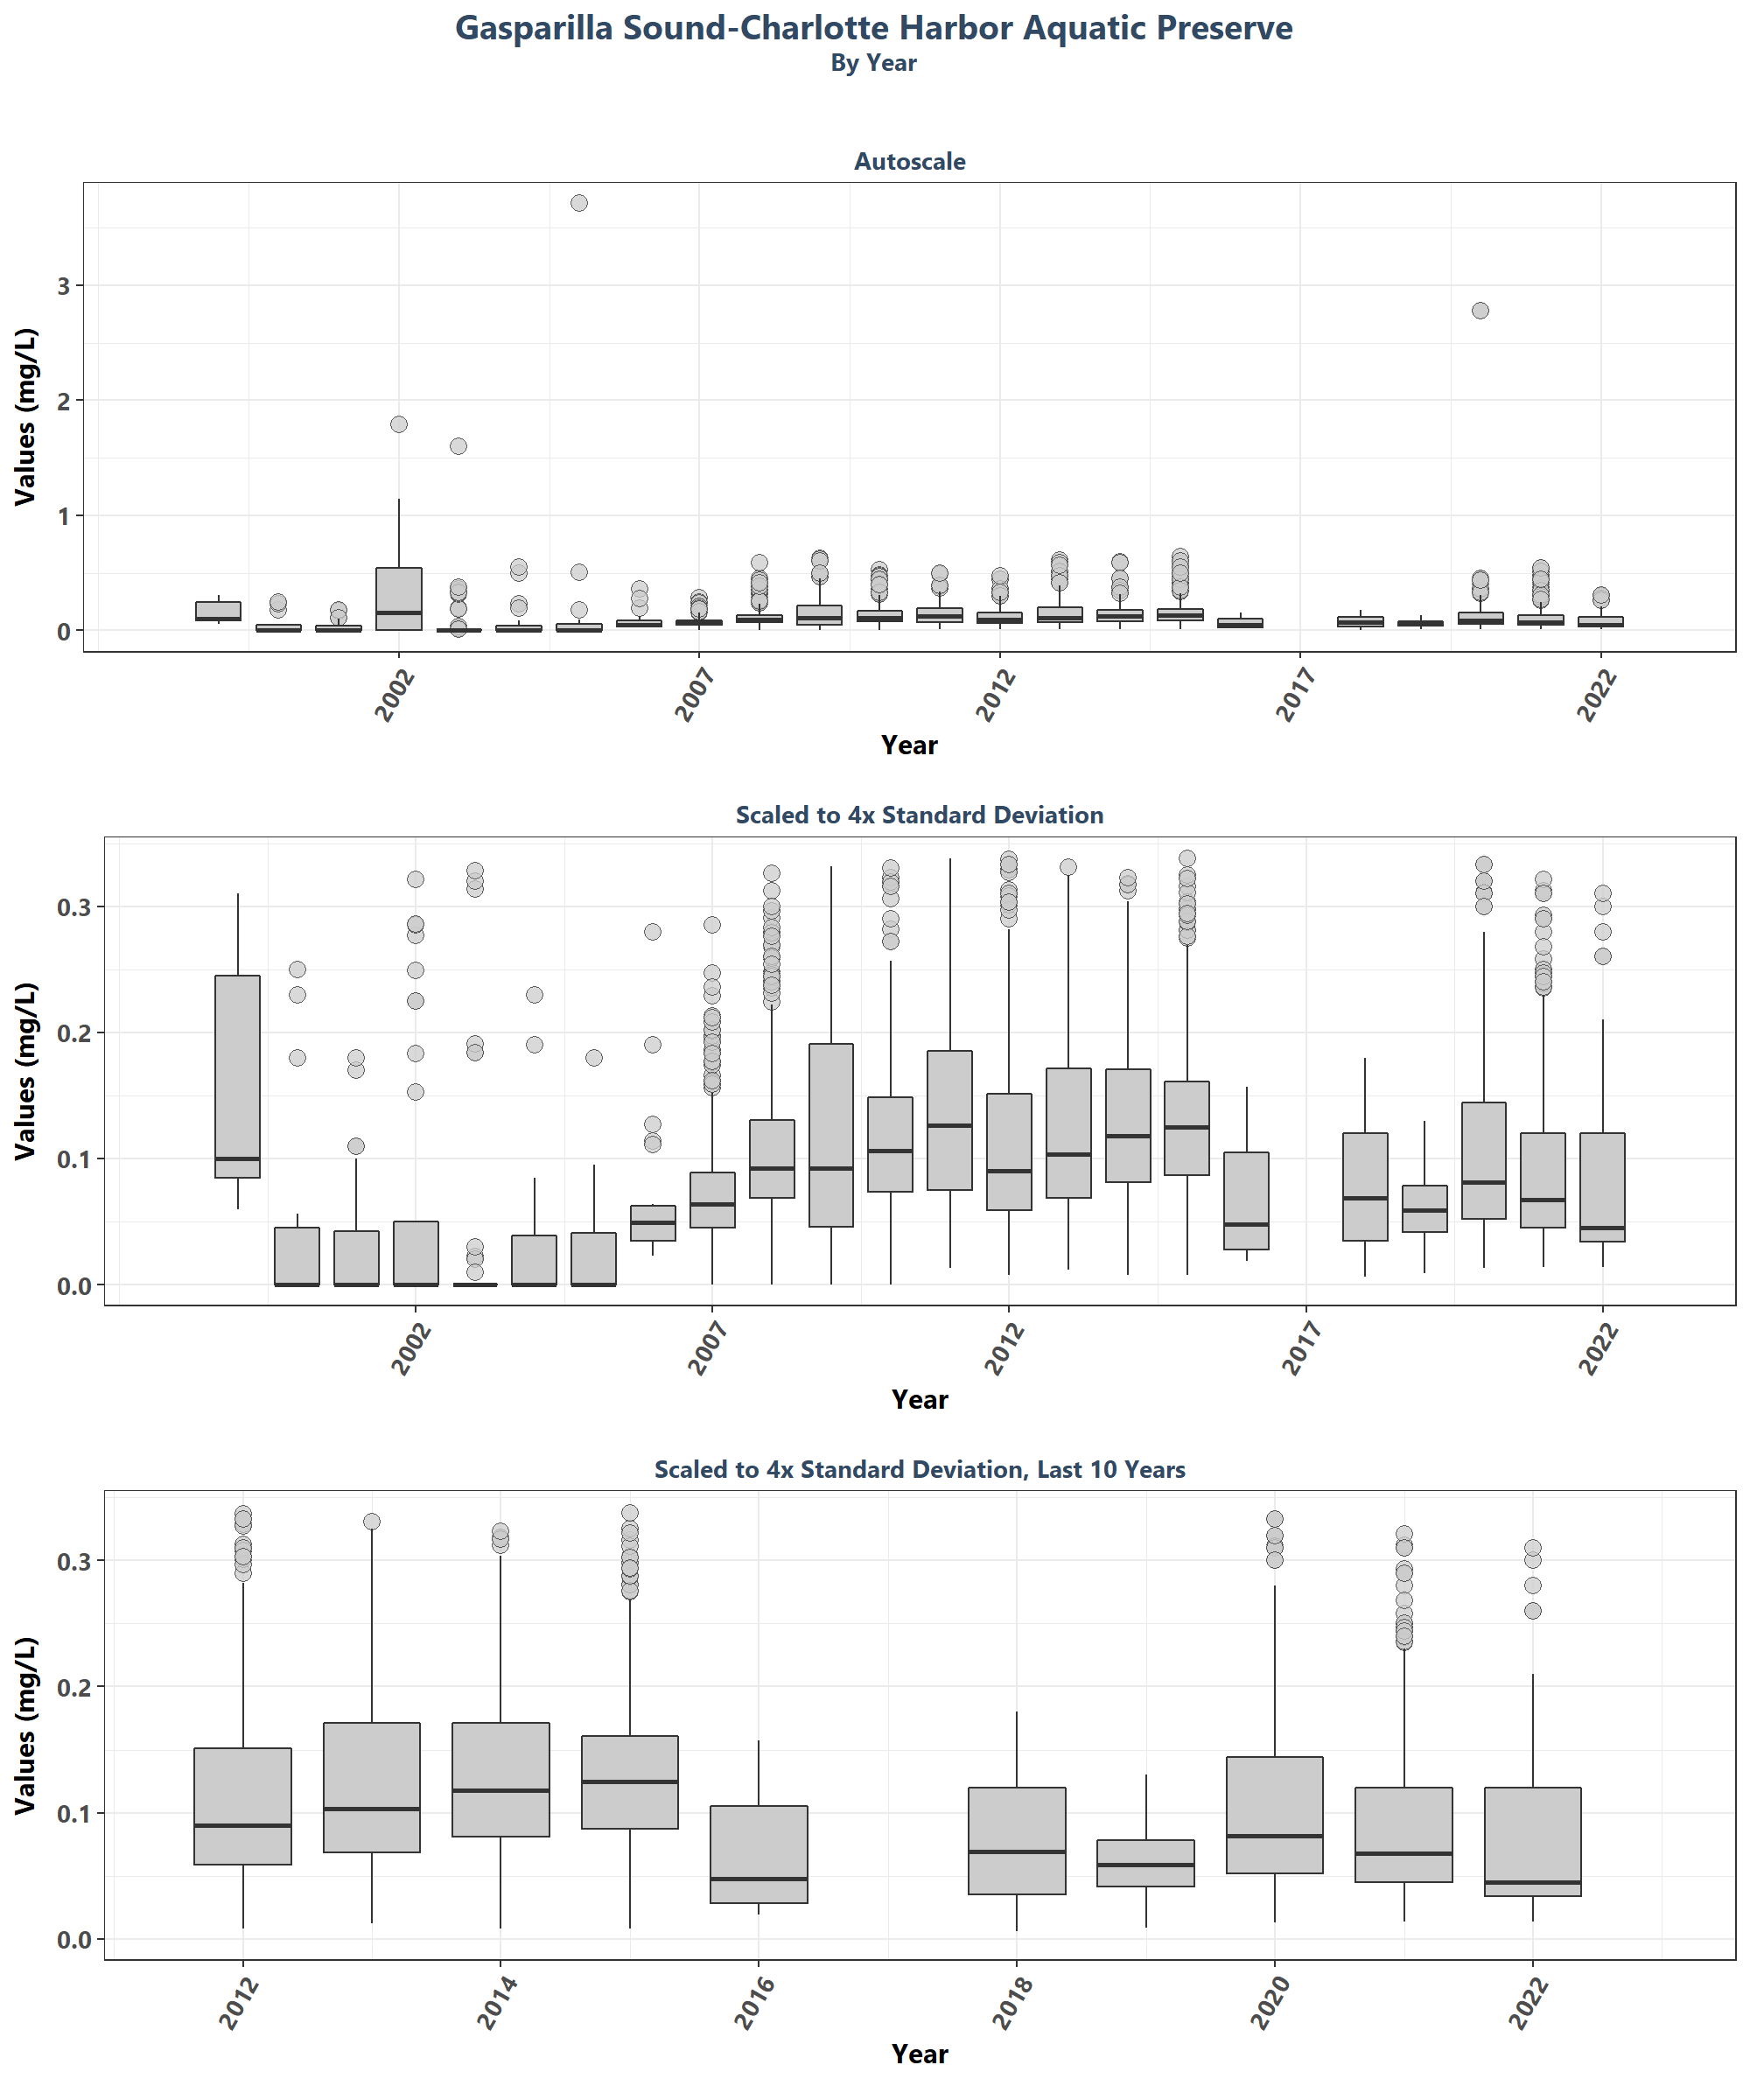 Gasparilla Sound-Charlotte Harbor Aquatic Preserve
By Year
Autoscale
Values (mg/L)
3
2
1
0
2002
2007
2012
2017
2022
Year
Scaled to 4x Standard Deviation
Values (mg/L)
0.3
0.2
0.1
0.0
2002
2007
2012
2017
2022
Year
Scaled to 4x Standard Deviation, Last 10 Years
Values (mg/L)
0.3
0.2
0.1
0.0
2012
2014
2016
2018
2020
2022
Year